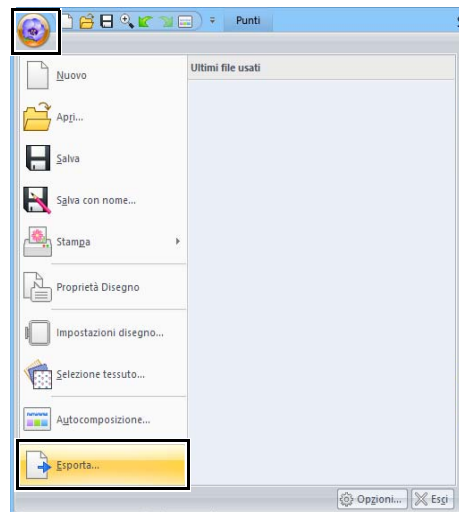 Punti
S
Ultimi file usati
Nuovo
Apri...
Salva
Salva con nome...
Stampa
Proprietà Disegno
Impostazioni disegno...
Selezione tessuto...
Autocomposizione...
Esporta...
Opzioni...
Esci